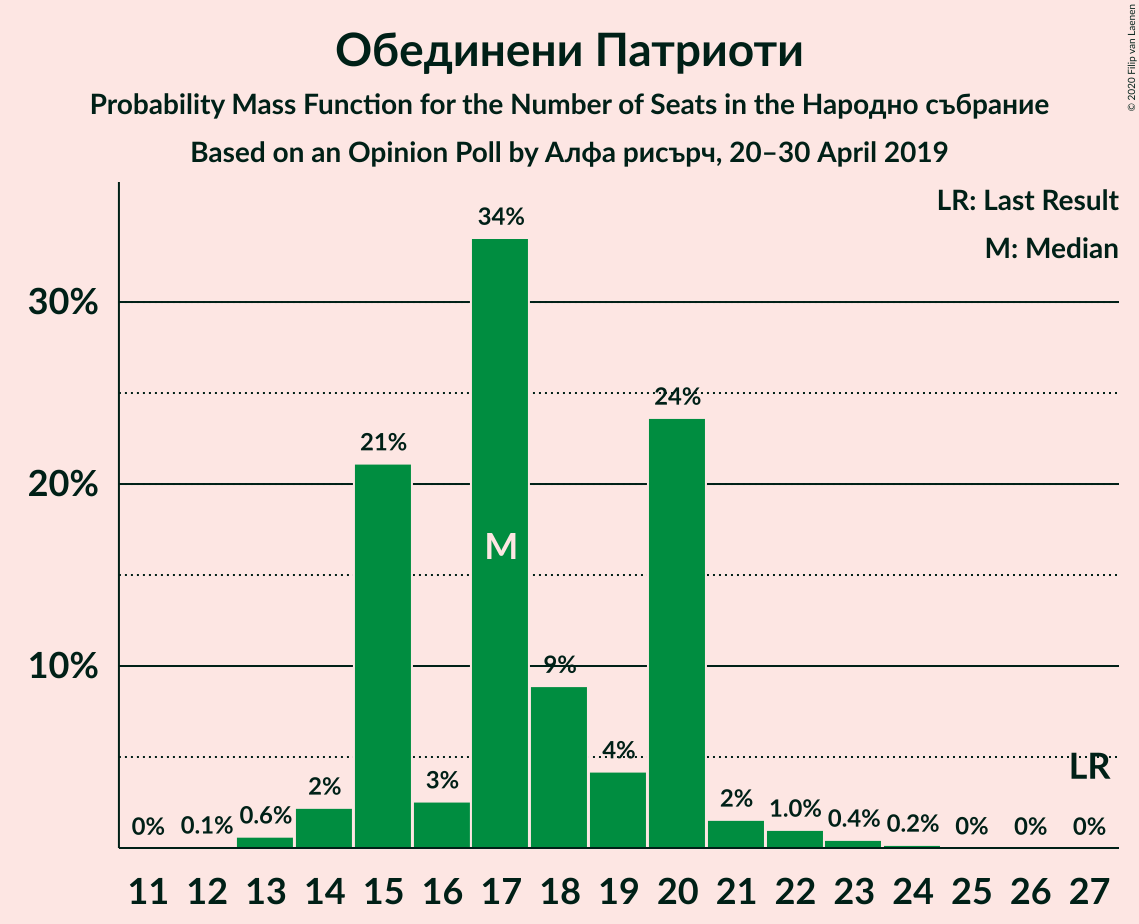 Обединени Патриоти
Probability Mass Function for the Number of Seats in the Народно събрание
Based on an Opinion Poll by Алфа рисърч, 20–30 April 2019
© 2020 Filip van Laenen
LR: Last Result
M: Median
30%
20%
10%
0%
0.1%
0.6%
2%
21%
3%
34%
M
9%
4%
24%
2%
1.0%
0.4%
0.2%
0%
0%
0%
LR
11 12 13 14 15 16 17 18 19 20 21 22 23 24 25 26 27